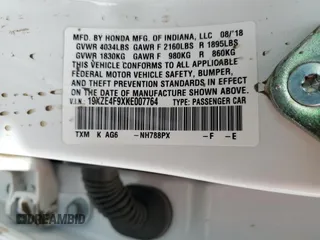 MFD. BY HONDA MFG. OF INDIANA, LLC 08/'18
GVWR 4034LBS GAWR F 2160LBS R 1895LBS
GVWR 1830KG GAWR F 980KG R 860KG
THIS VEHICLE CONFORMS TO ALL APPLICABLE
FEDERAL MOTOR VEHICLE SAFETY, BUMPER, AND
THEFT PREVENTION STANDARDS IN EFFECT ON THE
DATE OF MANUFACTURE SHOWN ABOVE.
V.I.N. 19XZE4F9XKE007764 TYPE: PASSENGER CAR
TXM K AG6 -NH788PX -F -E
DREAMBID